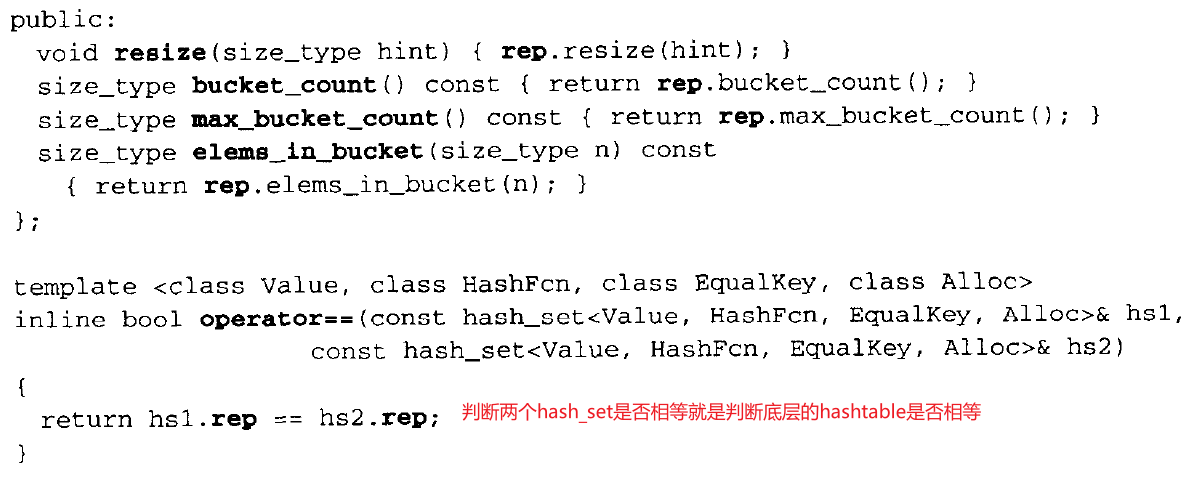 public:
  void resize(size_type hint) { rep.resize(hint); }
  size_type bucket_count() const { return rep.bucket_count(); }
  size_type max_bucket_count() const { return rep.max_bucket_count(); }
  size_type elems_in_bucket(size_type n) const
    { return rep.elems_in_bucket(n); }
};
template <class Value, class HashFcn, class EqualKey, class Alloc>
inline bool operator==(const hash_set<Value, HashFcn, EqualKey, Alloc>& hs1,
                       const hash_set<Value, HashFcn, EqualKey, Alloc>& hs2)
{
  return hs1.rep == hs2.rep; 判断两个hash_set是否相等就是判断底层的hashtable是否相等
}